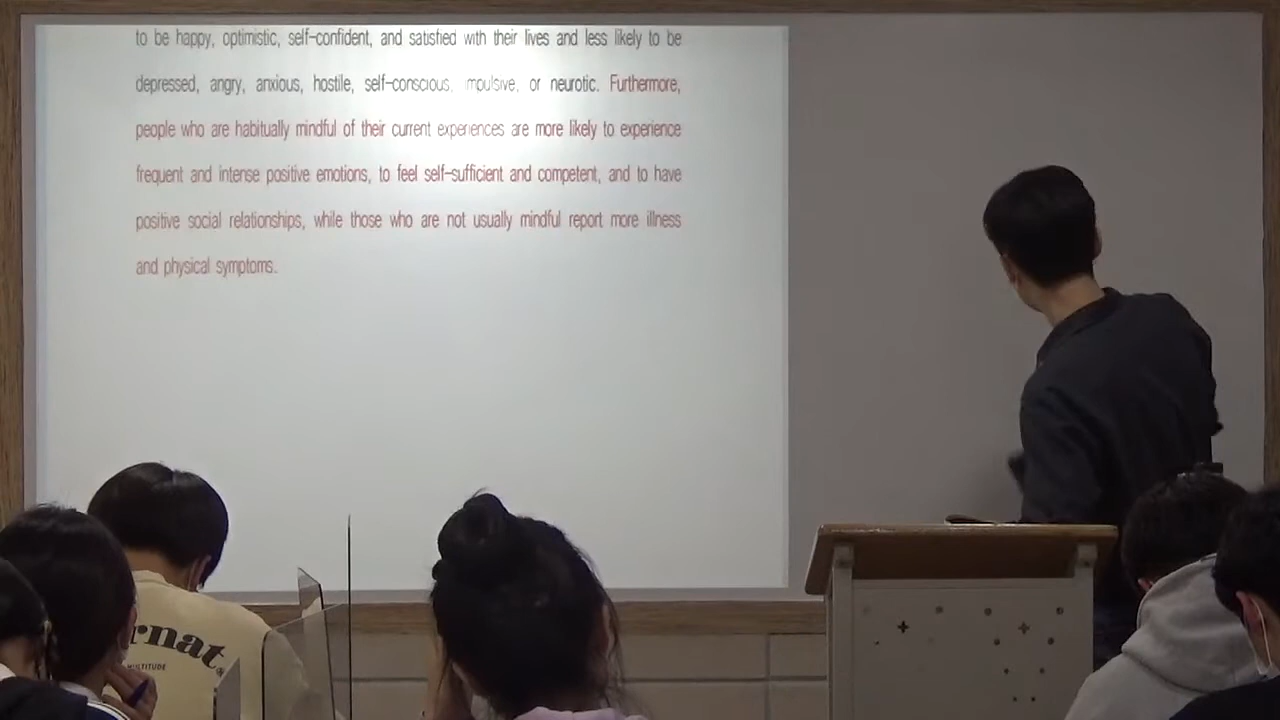 to be happy, optimistic, self-confident, and satisfied with their lives and less likely to be
depressed, angry, anxious, hostile, self-conscious, impulsive, or neurotic. Furthermore,
people who are habitually mindful of their current experiences are more likely to experience
frequent and intense positive emotions, to feel self-sufficient and competent, and to have
positive social relationships, while those who are not usually mindful report more illness
and physical symptoms.
rnat
MULTITUDE